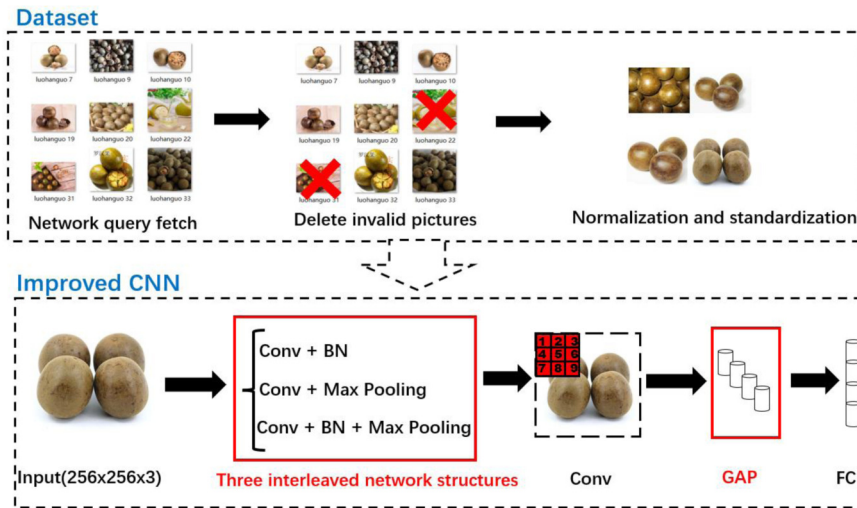 Dataset
luohanguo 7 luohanguo 9 luohanguo 10
luohanguo 19 luohanguo 20 luohanguo 22
luohanguo 31 luohanguo 32 luohanguo 33
Network query fetch
luohanguo 7 luohanguo 9 luohanguo 10
luohanguo 19 luohanguo 20 luohanguo 22
luohanguo 31 luohanguo 32 luohanguo 33
Delete invalid pictures
Normalization and standardization
Improved CNN
Input(256x256x3)
Conv + BN
Conv + Max Pooling
Conv + BN + Max Pooling
Three interleaved network structures
1 2 3
4 5 6
7 8 9
Conv
GAP
FC